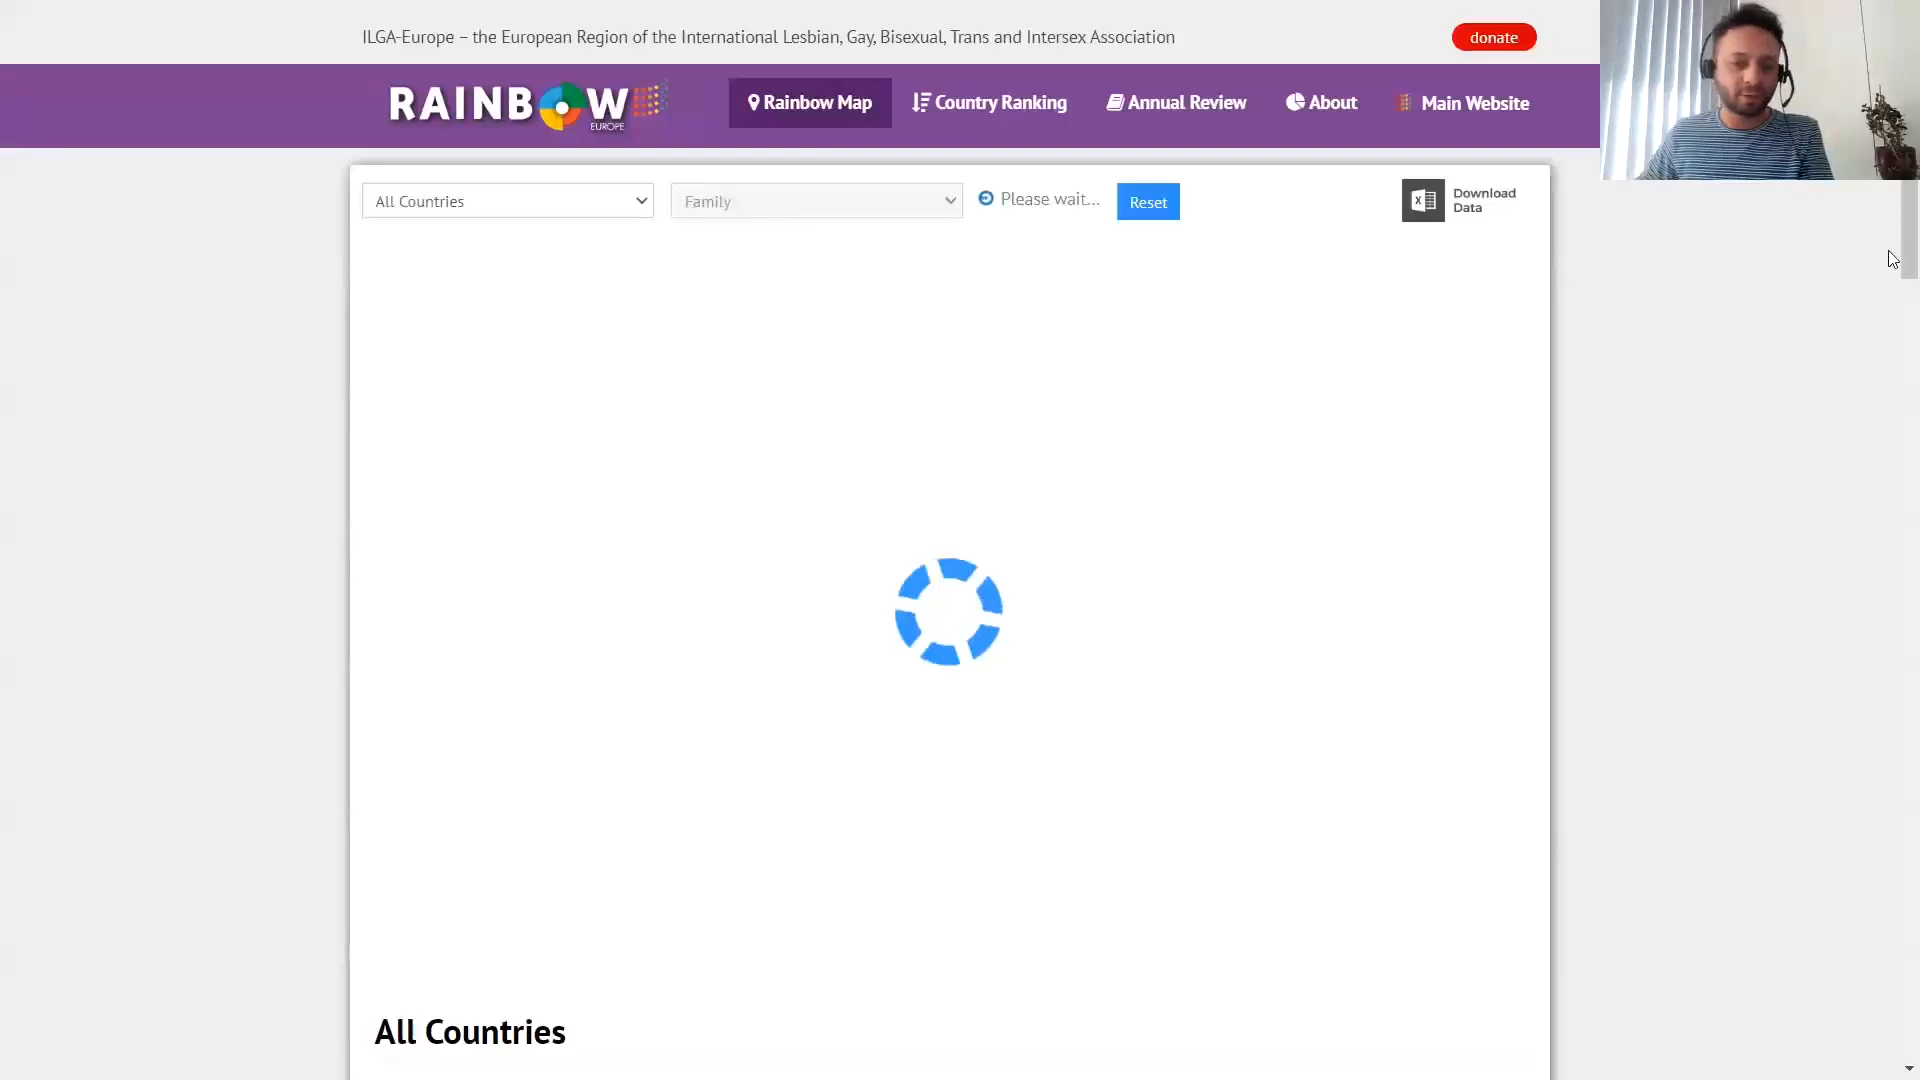 ILGA-Europe – the European Region of the International Lesbian, Gay, Bisexual, Trans and Intersex Association
donate
RAINBOW
EUROPE
Rainbow Map
Country Ranking
Annual Review
About
Main Website
All Countries
Family
Please wait...
Reset
Download
Data
All Countries